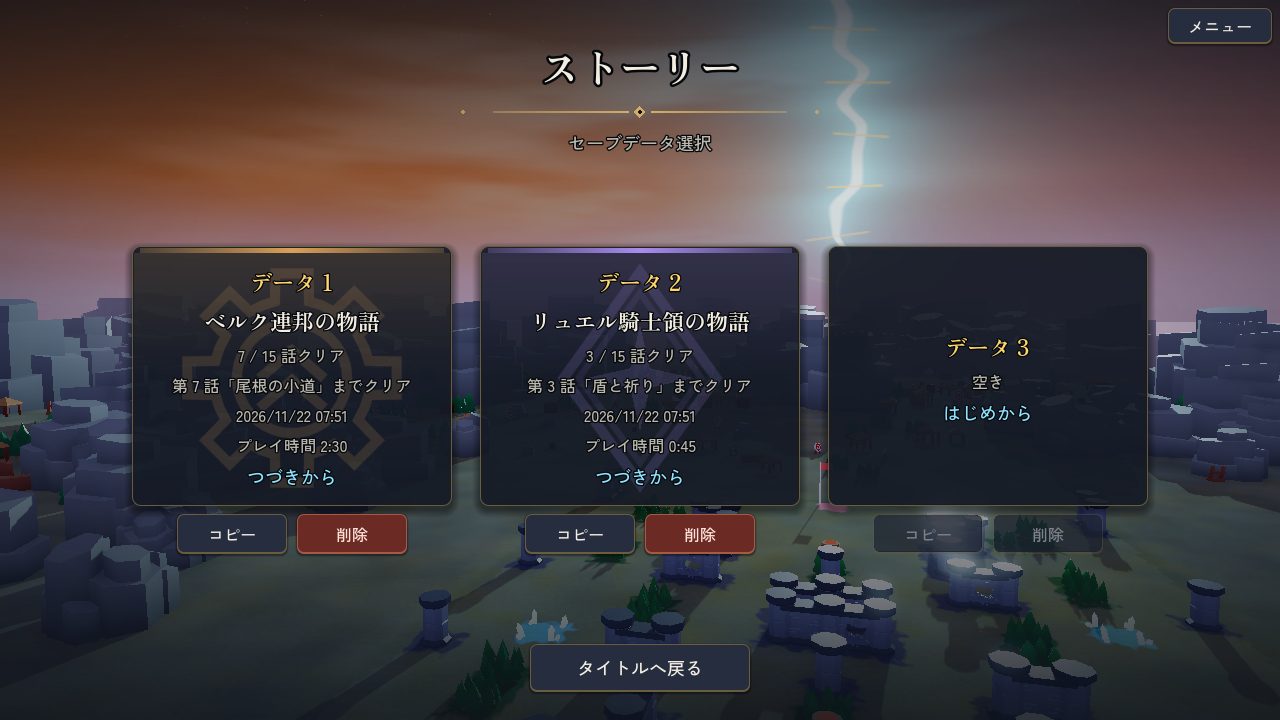 メニュー
ストーリー
セーブデータ選択
データ 1
ベルク連邦の物語
7 / 15 話クリア
第 7 話「尾根の小道」までクリア
2026/11/22 07:51
プレイ時間 2:30
つづきから
コピー
削除
データ 2
リュエル騎士領の物語
3 / 15 話クリア
第 3 話「盾と祈り」までクリア
2026/11/22 07:51
プレイ時間 0:45
つづきから
コピー
削除
データ 3
空き
はじめから
コピー
削除
タイトルへ戻る